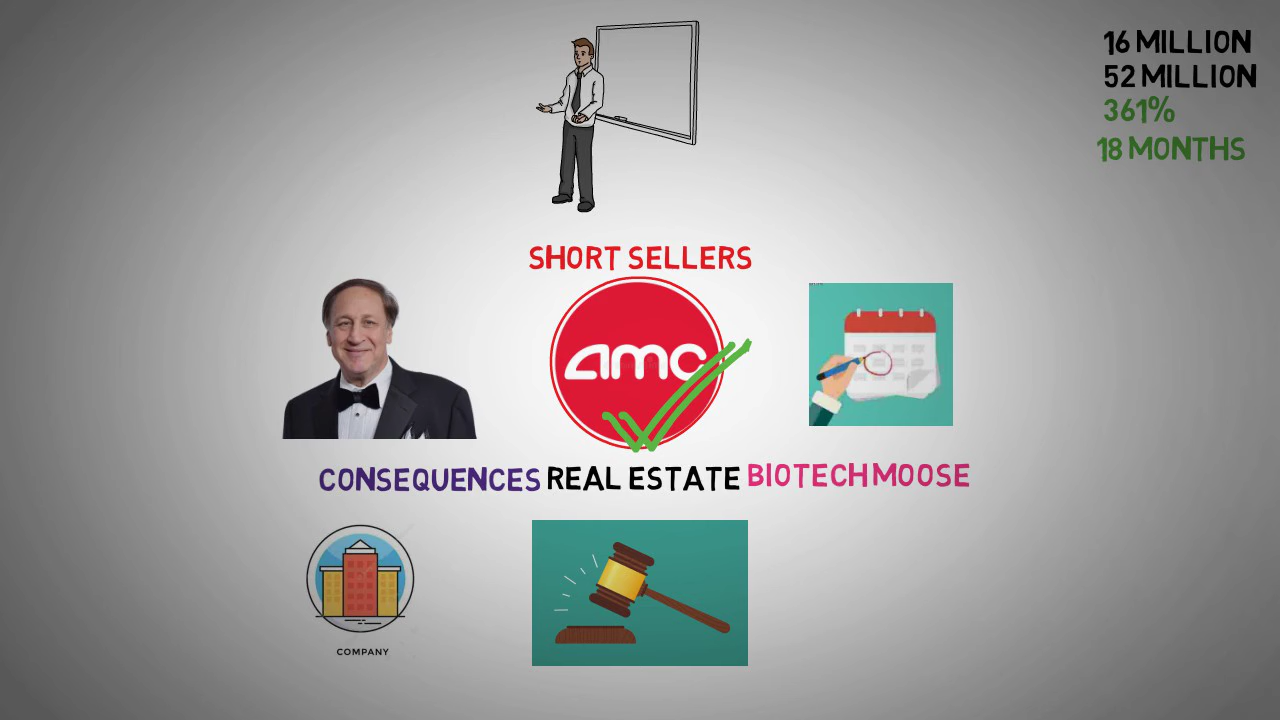 16 MILLION
52 MILLION
361%
18 MONTHS
SHORT SELLERS
amc
CONSEQUENCES REAL ESTATE BIOTECHMOOSE
COMPANY